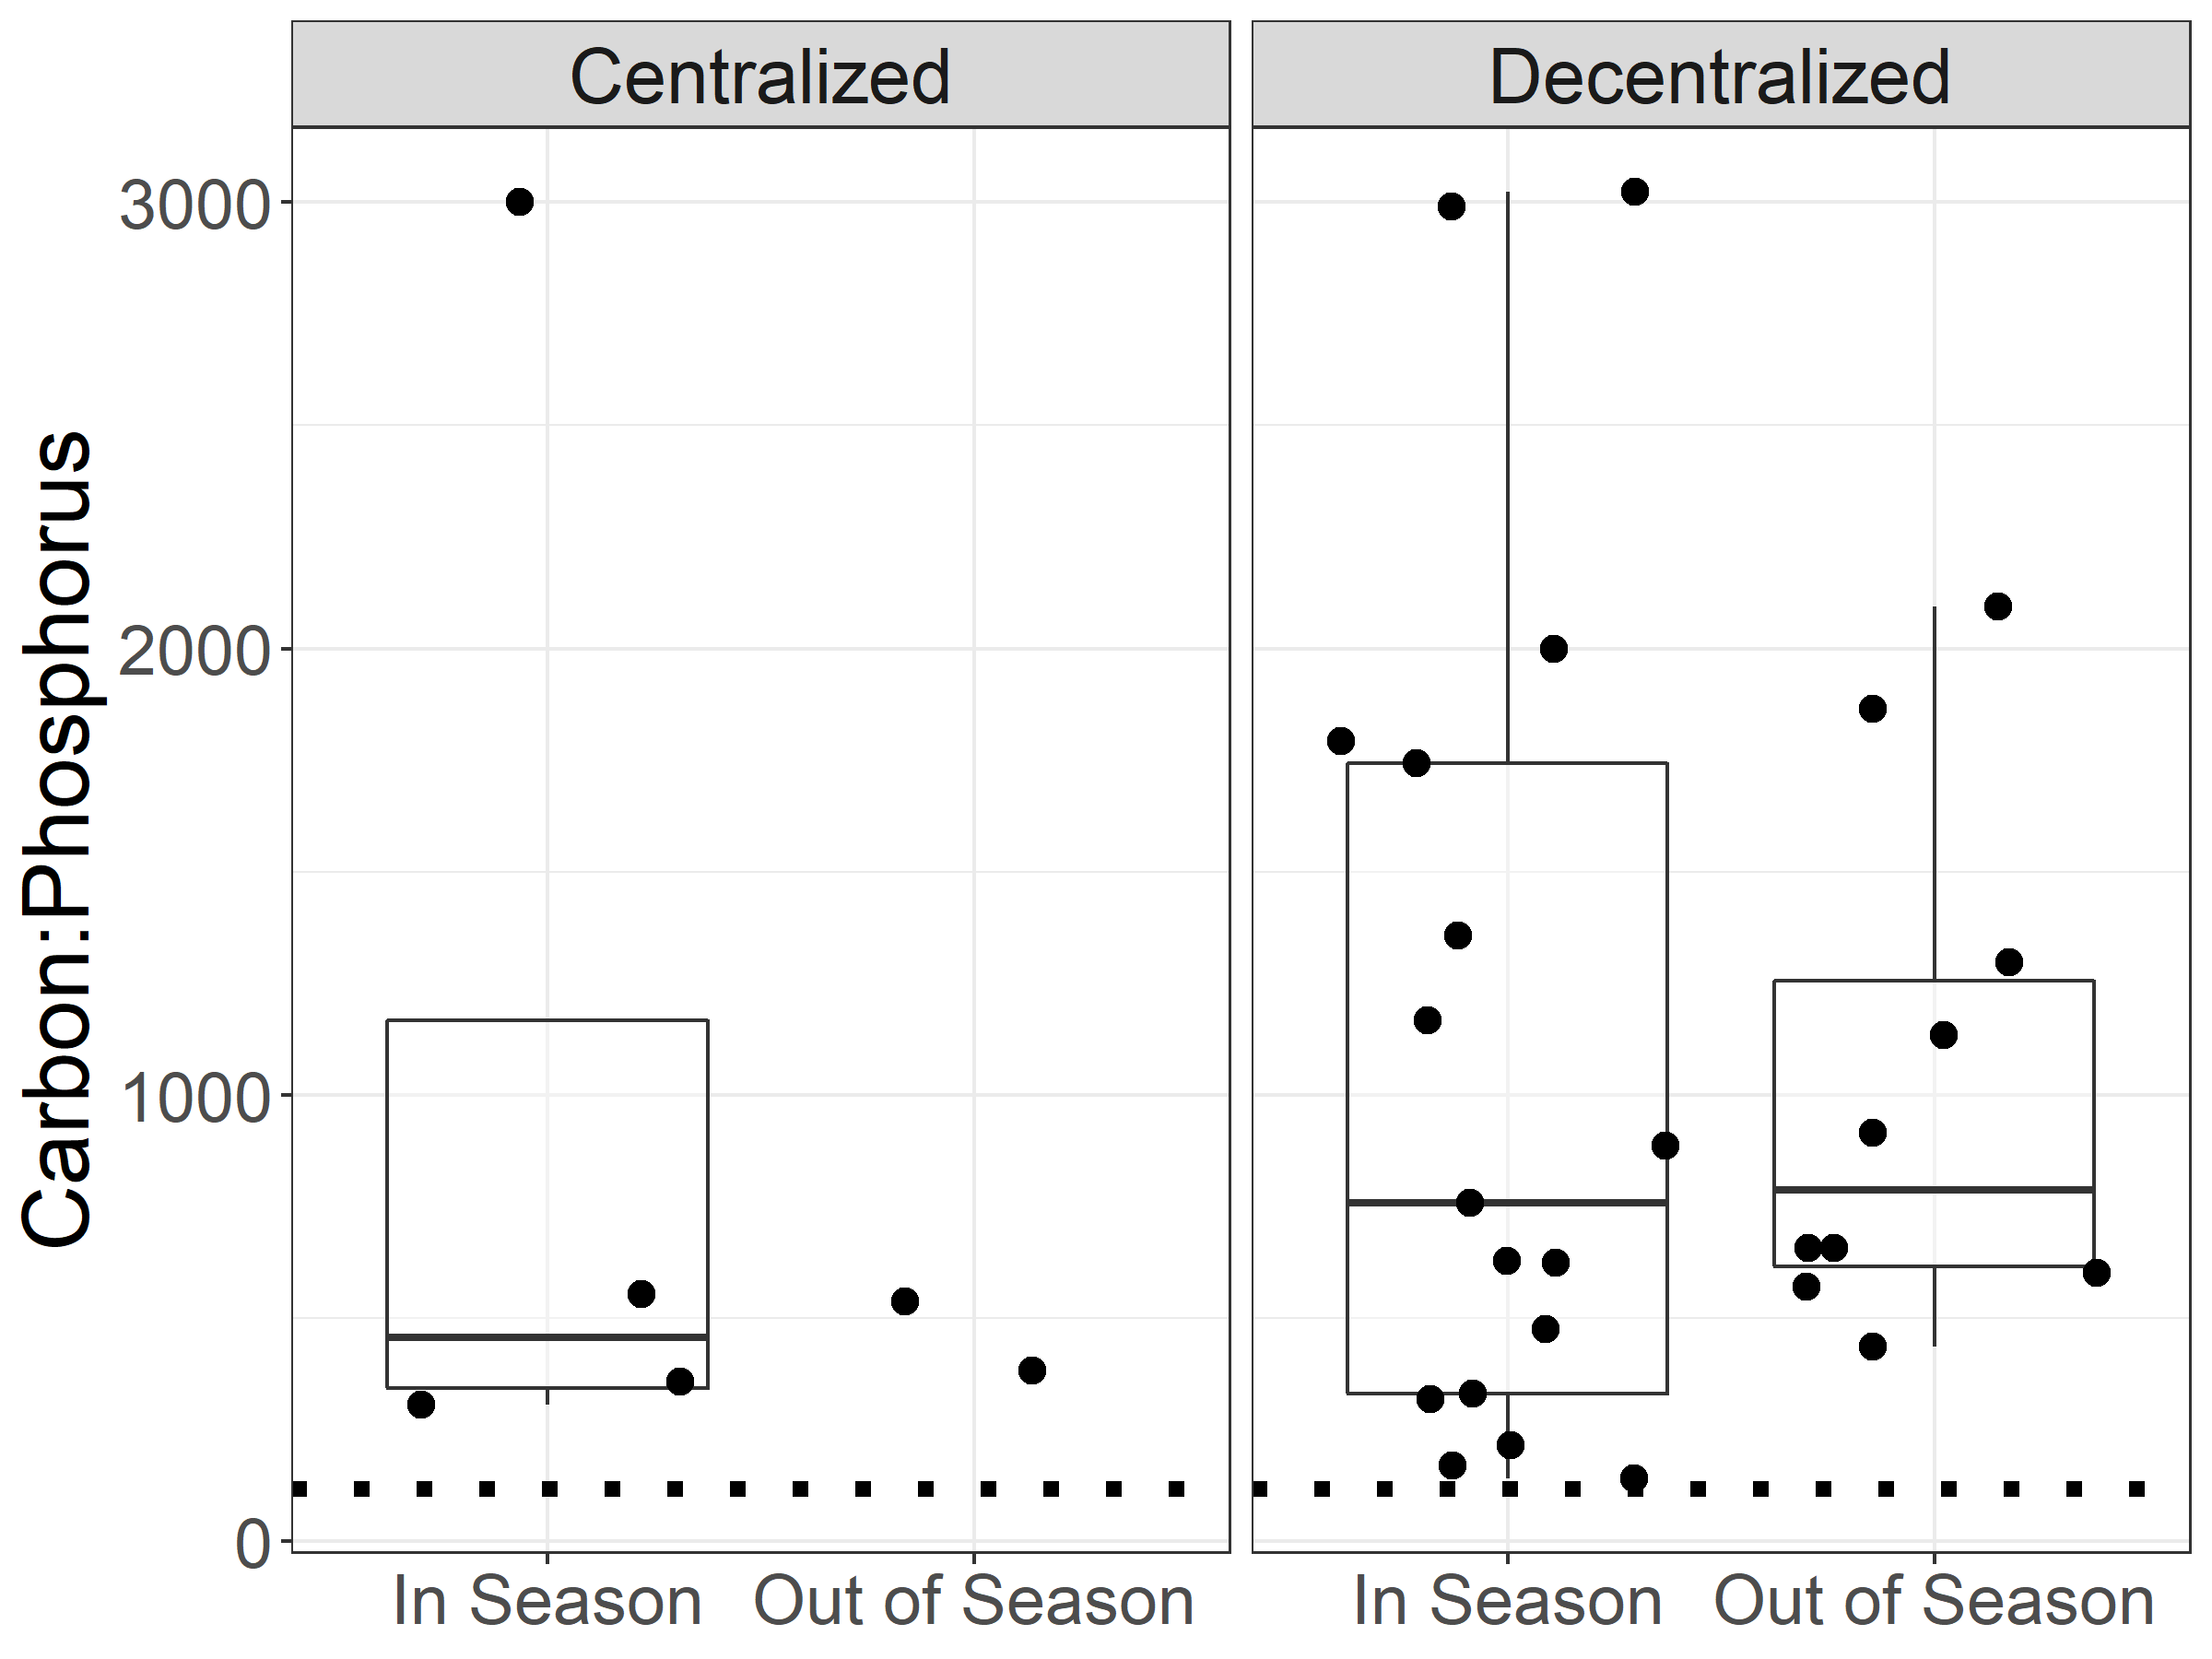 Centralized
Decentralized
Carbon:Phosphorus
3000
2000
1000
0
In Season
Out of Season
In Season
Out of Season